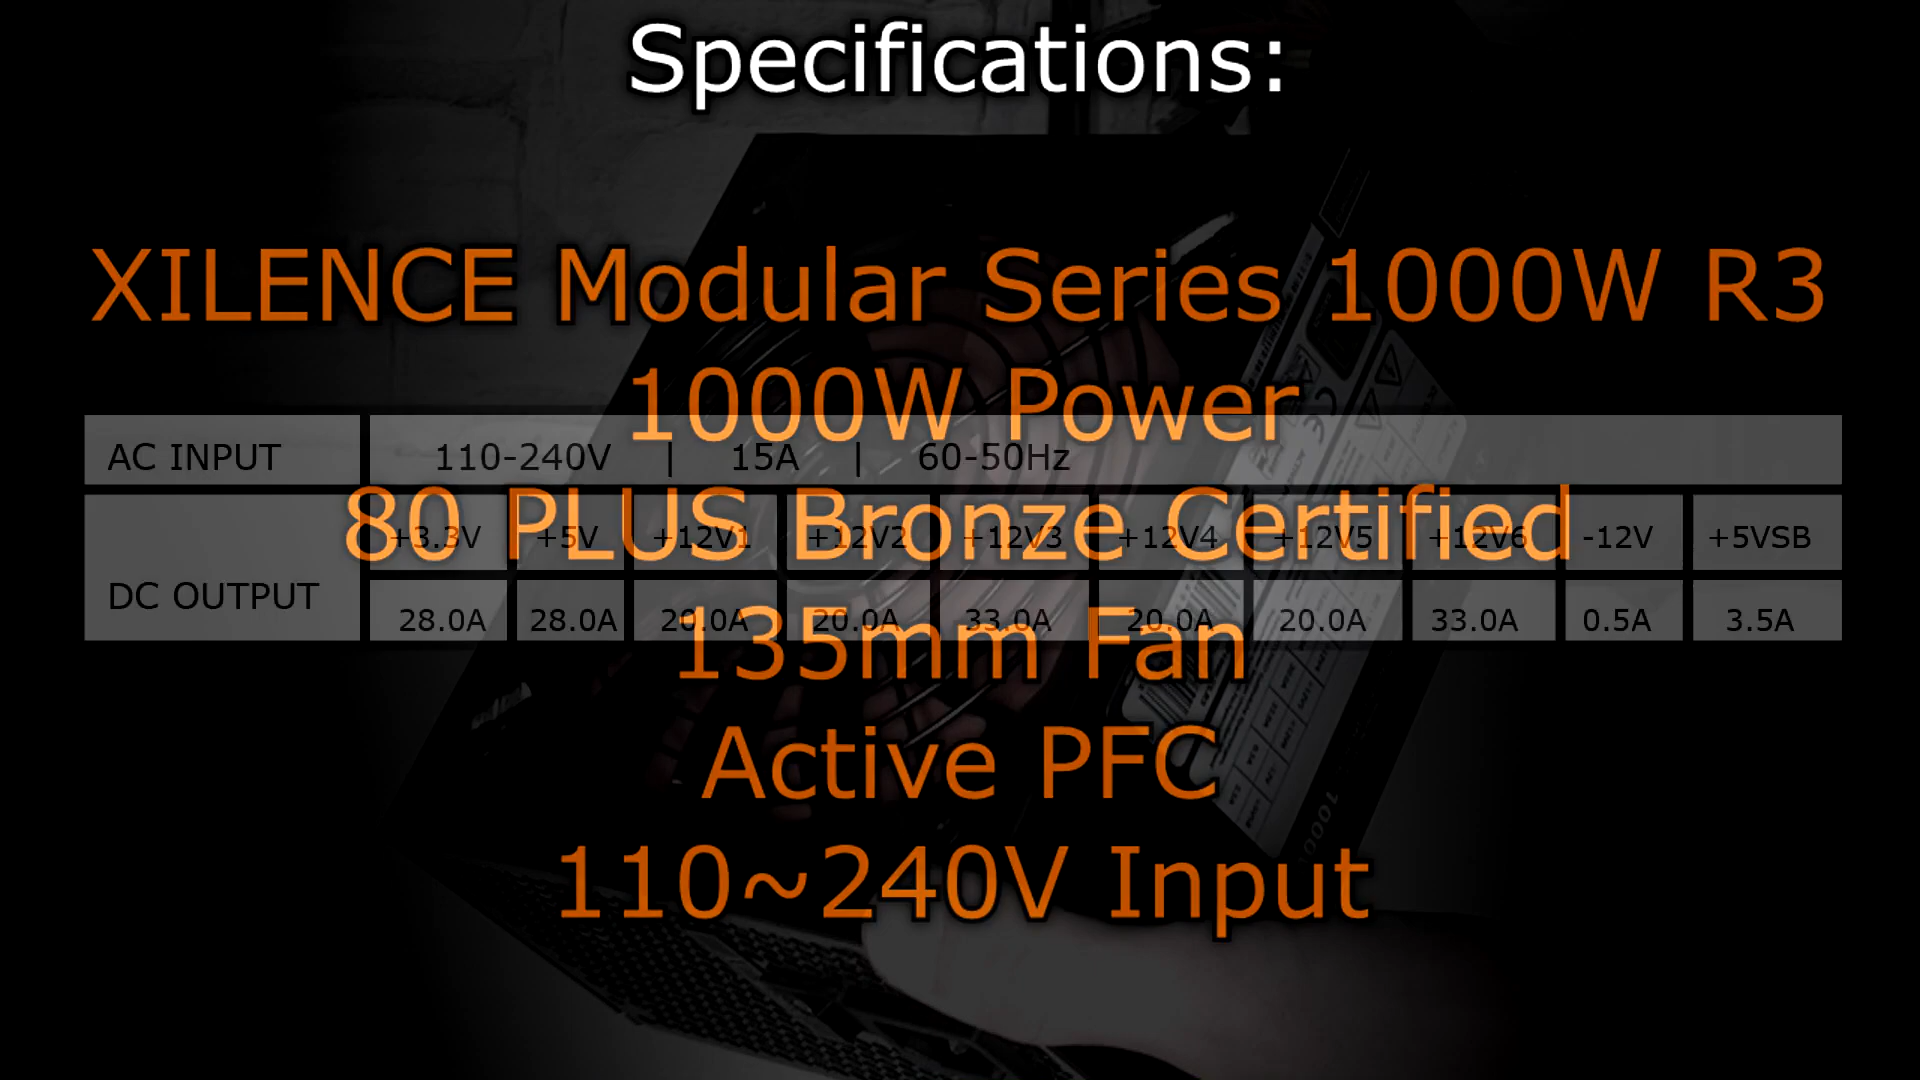 Specifications:
XILENCE Modular Series 1000W R3
1000W Power
AC INPUT 110-240V | 15A | 60-50Hz
80 PLUS Bronze Certified
+3.3V +5V +12V1 +12V2 +12V3 +12V4 +12V5 +12V6 -12V +5VSB
DC OUTPUT
28.0A 28.0A 20.0A 20.0A 33.0A 20.0A 20.0A 33.0A 0.5A 3.5A
135mm Fan
Active PFC
110~240V Input